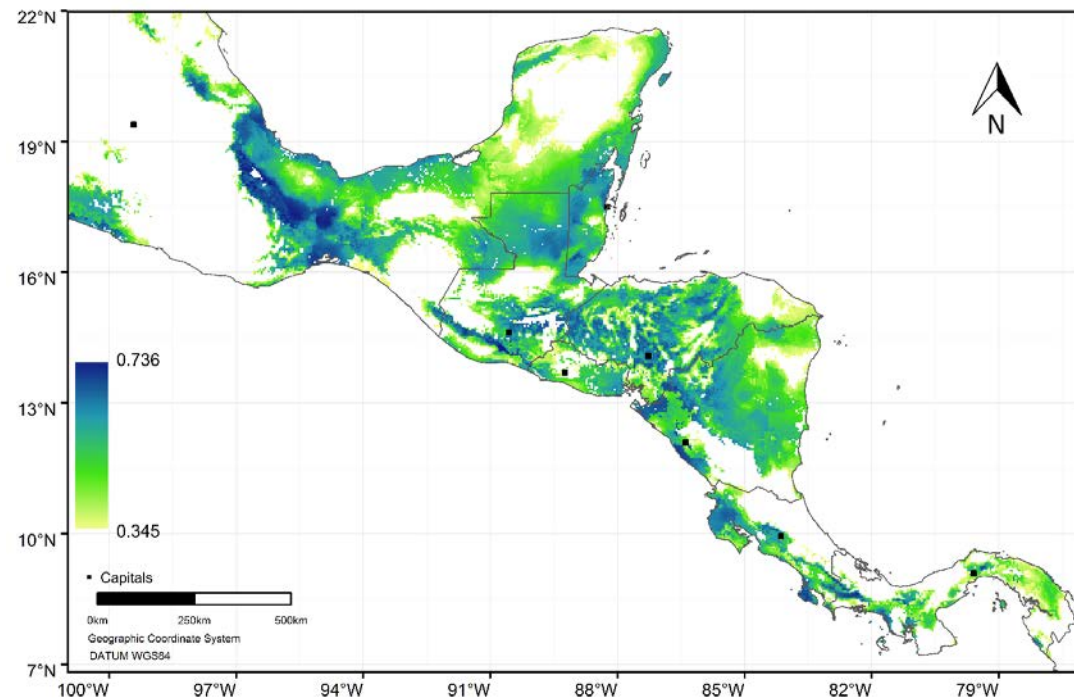 22°N
19°N
16°N
13°N
10°N
7°N
N
0.736
0.345
Capitals
0km 250km 500km
Geographic Coordinate System
DATUM WGS84
100°W 97°W 94°W 91°W 88°W 85°W 82°W 79°W